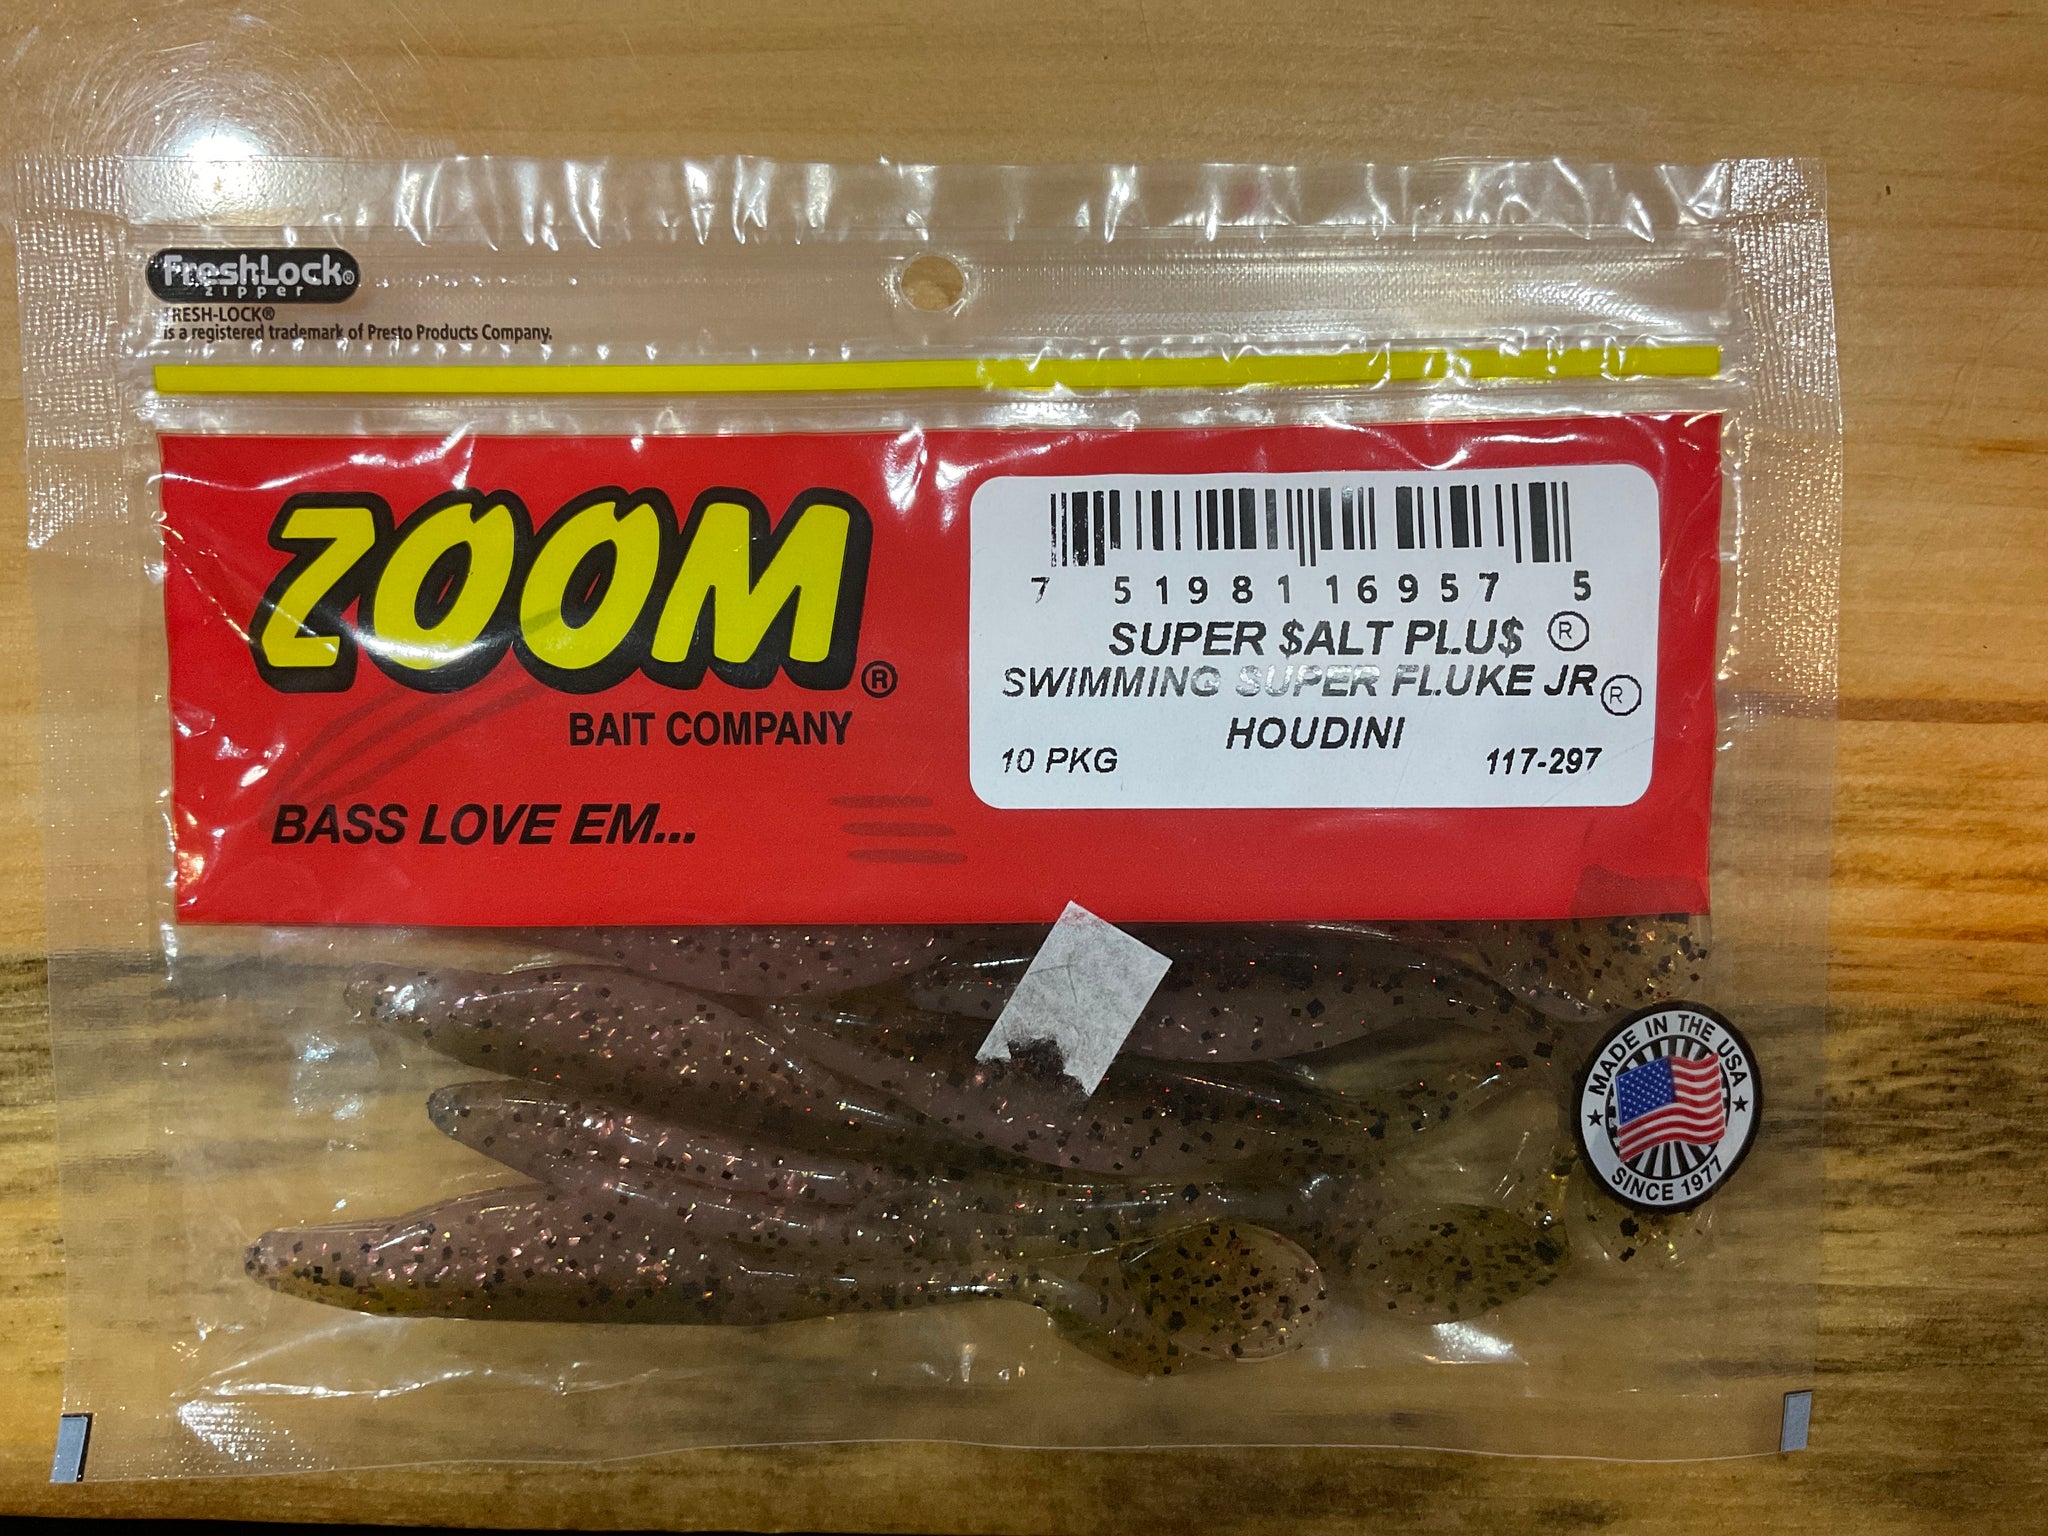 FreshLock®
zipper
FRESH-LOCK®
is a registered trademark of Presto Products Company.
ZOOM®
BAIT COMPANY
BASS LOVE EM...
7 51981 16957 5
SUPER $ALT PLU$ ®
SWIMMING SUPER FLUKE JR ®
HOUDINI
10 PKG 117-297
MADE IN THE USA
SINCE 1977